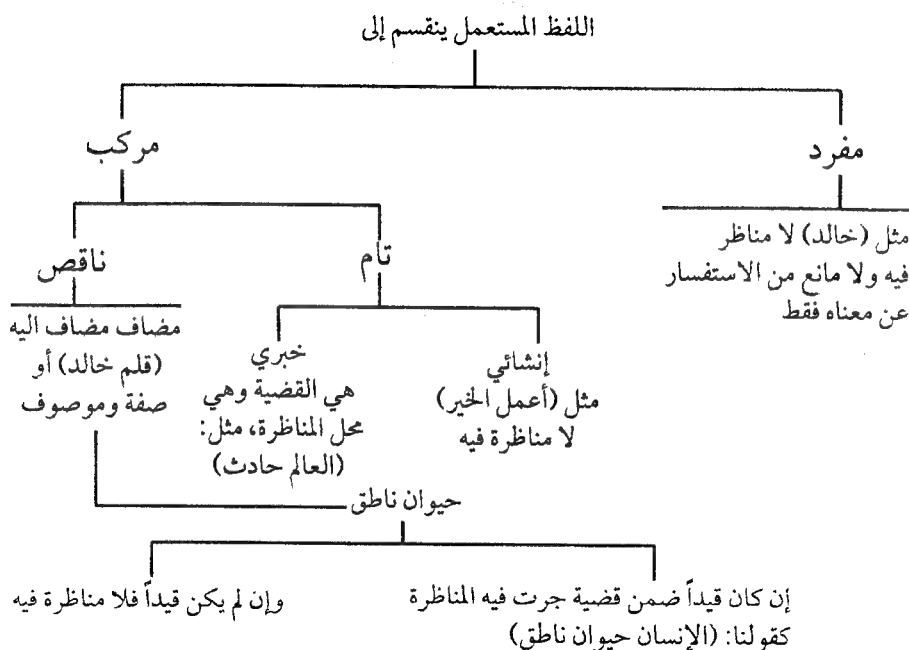 اللفظ المستعمل ينقسم إلى
مفرد
مركب
مثل (خالد) لا مناظر
فيه ولا مانع من الاستفسار
عن معناه فقط
تام
ناقص
إنشائي
مثل (أعمل الخير)
لا مناظرة فيه
خبري
هي القضية وهي
محل المناظرة، مثل:
(العالم حادث)
مضاف مضاف اليه
(قلم خالد) أو
صفة وموصوف
حيوان ناطق
إن كان قيداً ضمن قضية جرت فيه المناظرة
كقولنا: (الإنسان حيوان ناطق)
وإن لم يكن قيداً فلا مناظرة فيه